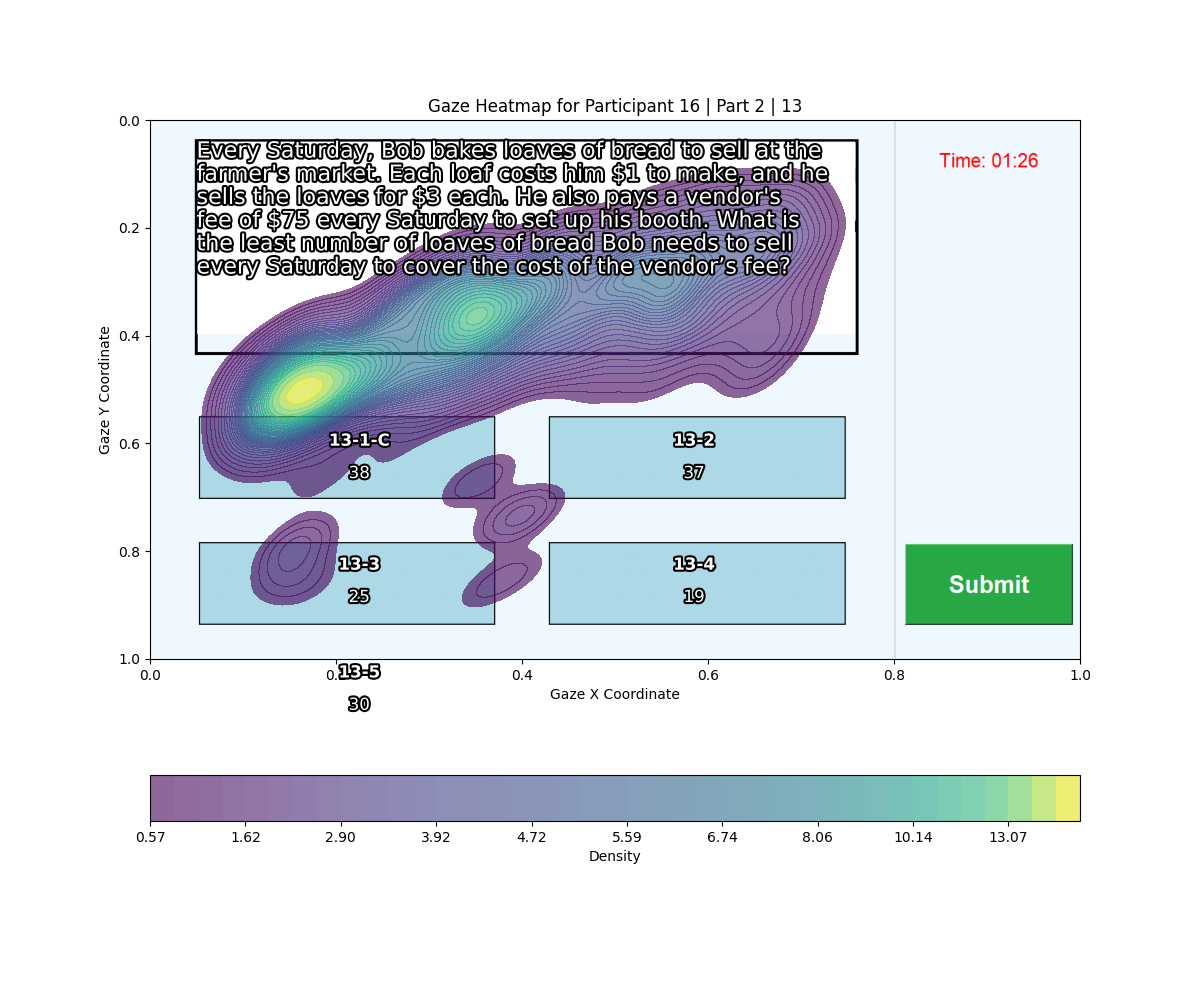 Gaze Heatmap for Participant 16 | Part 2 | 13
Every Saturday, Bob bakes loaves of bread to sell at the
farmer's market. Each loaf costs him $1 to make, and he
sells the loaves for $3 each. He also pays a vendor's
fee of $75 every Saturday to set up his booth. What is
the least number of loaves of bread Bob needs to sell
every Saturday to cover the cost of the vendor’s fee?
Time: 01:26
13-1-C
38
13-2
37
13-3
25
13-4
19
Submit
13-5
30
0.0
0.2
0.4
0.6
0.8
1.0
Gaze Y Coordinate
0.0 0.4 0.6 0.8 1.0
Gaze X Coordinate
0.57 1.62 2.90 3.92 4.72 5.59 6.74 8.06 10.14 13.07
Density